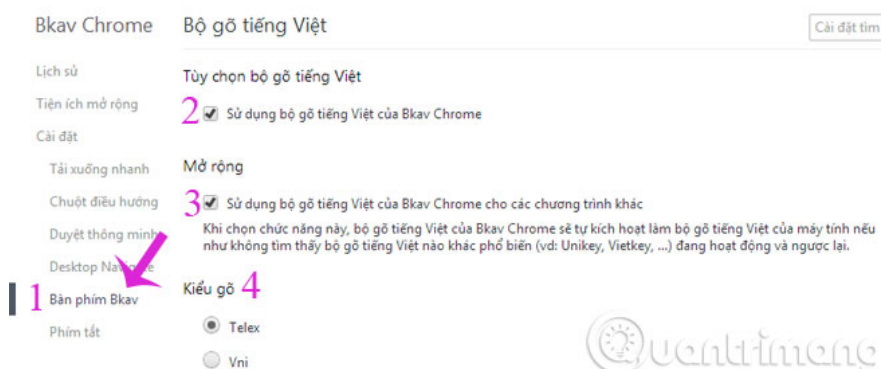 Bkav Chrome
Bộ gõ tiếng Việt
Cài đặt tìm
Lịch sử
Tiện ích mở rộng
Cài đặt
Tải xuống nhanh
Chuột điều hướng
Duyệt thông minh
Desktop
1 Bàn phím Bkav
Phím tắt
Tùy chọn bộ gõ tiếng Việt
2 Sử dụng bộ gõ tiếng Việt của Bkav Chrome
Mở rộng
3 Sử dụng bộ gõ tiếng Việt của Bkav Chrome cho các chương trình khác
Khi chọn chức năng này, bộ gõ tiếng Việt của Bkav Chrome sẽ tự kích hoạt làm bộ gõ tiếng Việt của máy tính nếu
như không tìm thấy bộ gõ tiếng Việt nào khác phổ biến (vd: Unikey, Vietkey, ...) đang hoạt động và ngược lại.
Kiểu gõ 4
Telex
Vni
Quantrimang